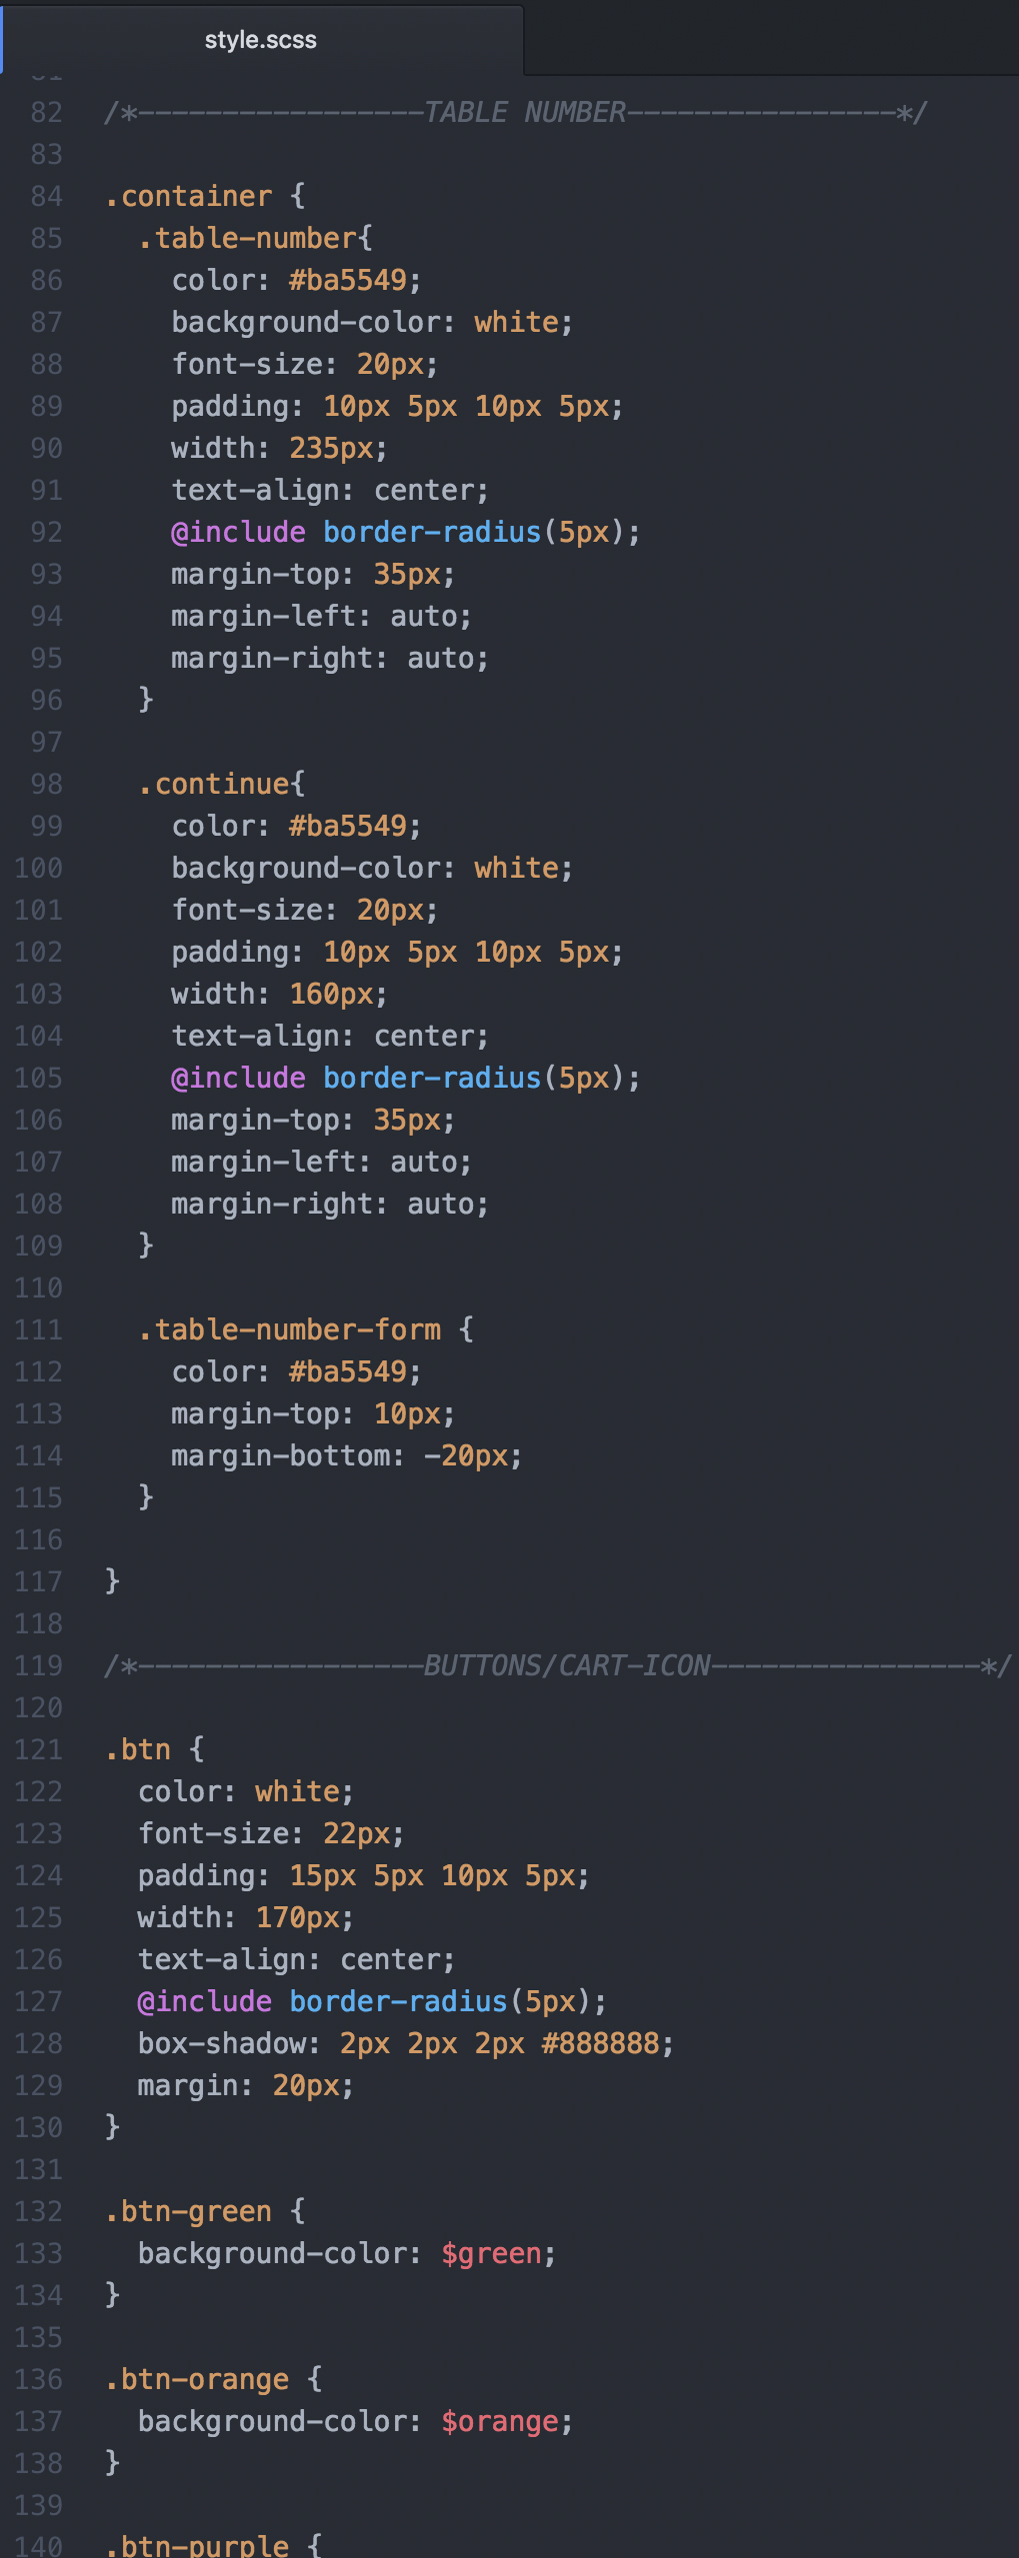 style.scss
82 /*-----------------TABLE NUMBER----------------*/
83
84 .container {
85 .table-number{
86 color: #ba5549;
87 background-color: white;
88 font-size: 20px;
89 padding: 10px 5px 10px 5px;
90 width: 235px;
91 text-align: center;
92 @include border-radius(5px);
93 margin-top: 35px;
94 margin-left: auto;
95 margin-right: auto;
96 }
97
98 .continue{
99 color: #ba5549;
100 background-color: white;
101 font-size: 20px;
102 padding: 10px 5px 10px 5px;
103 width: 160px;
104 text-align: center;
105 @include border-radius(5px);
106 margin-top: 35px;
107 margin-left: auto;
108 margin-right: auto;
109 }
110
111 .table-number-form {
112 color: #ba5549;
113 margin-top: 10px;
114 margin-bottom: -20px;
115 }
116
117 }
118
119 /*-----------------BUTTONS/CART-ICON----------------*/
120
121 .btn {
122 color: white;
123 font-size: 22px;
124 padding: 15px 5px 10px 5px;
125 width: 170px;
126 text-align: center;
127 @include border-radius(5px);
128 box-shadow: 2px 2px 2px #888888;
129 margin: 20px;
130 }
131
132 .btn-green {
133 background-color: $green;
134 }
135
136 .btn-orange {
137 background-color: $orange;
138 }
139
140 .btn-purple {